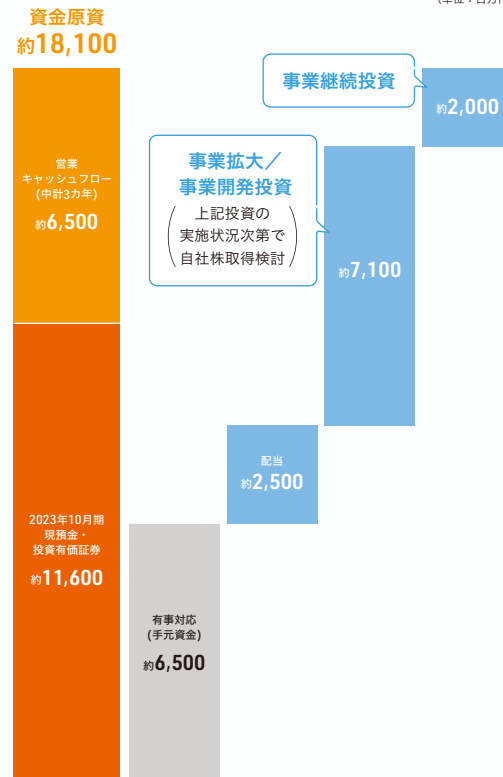 資金原資
約18,100
事業継続投資
約2,000
営業
キャッシュフロー
(中計3カ年)
約6,500
事業拡大／
事業開発投資
上記投資の
実施状況次第で
自社株取得検討
約7,100
配当
約2,500
2023年10月期
現預金・
投資有価証券
約11,600
有事対応
(手元資金)
約6,500